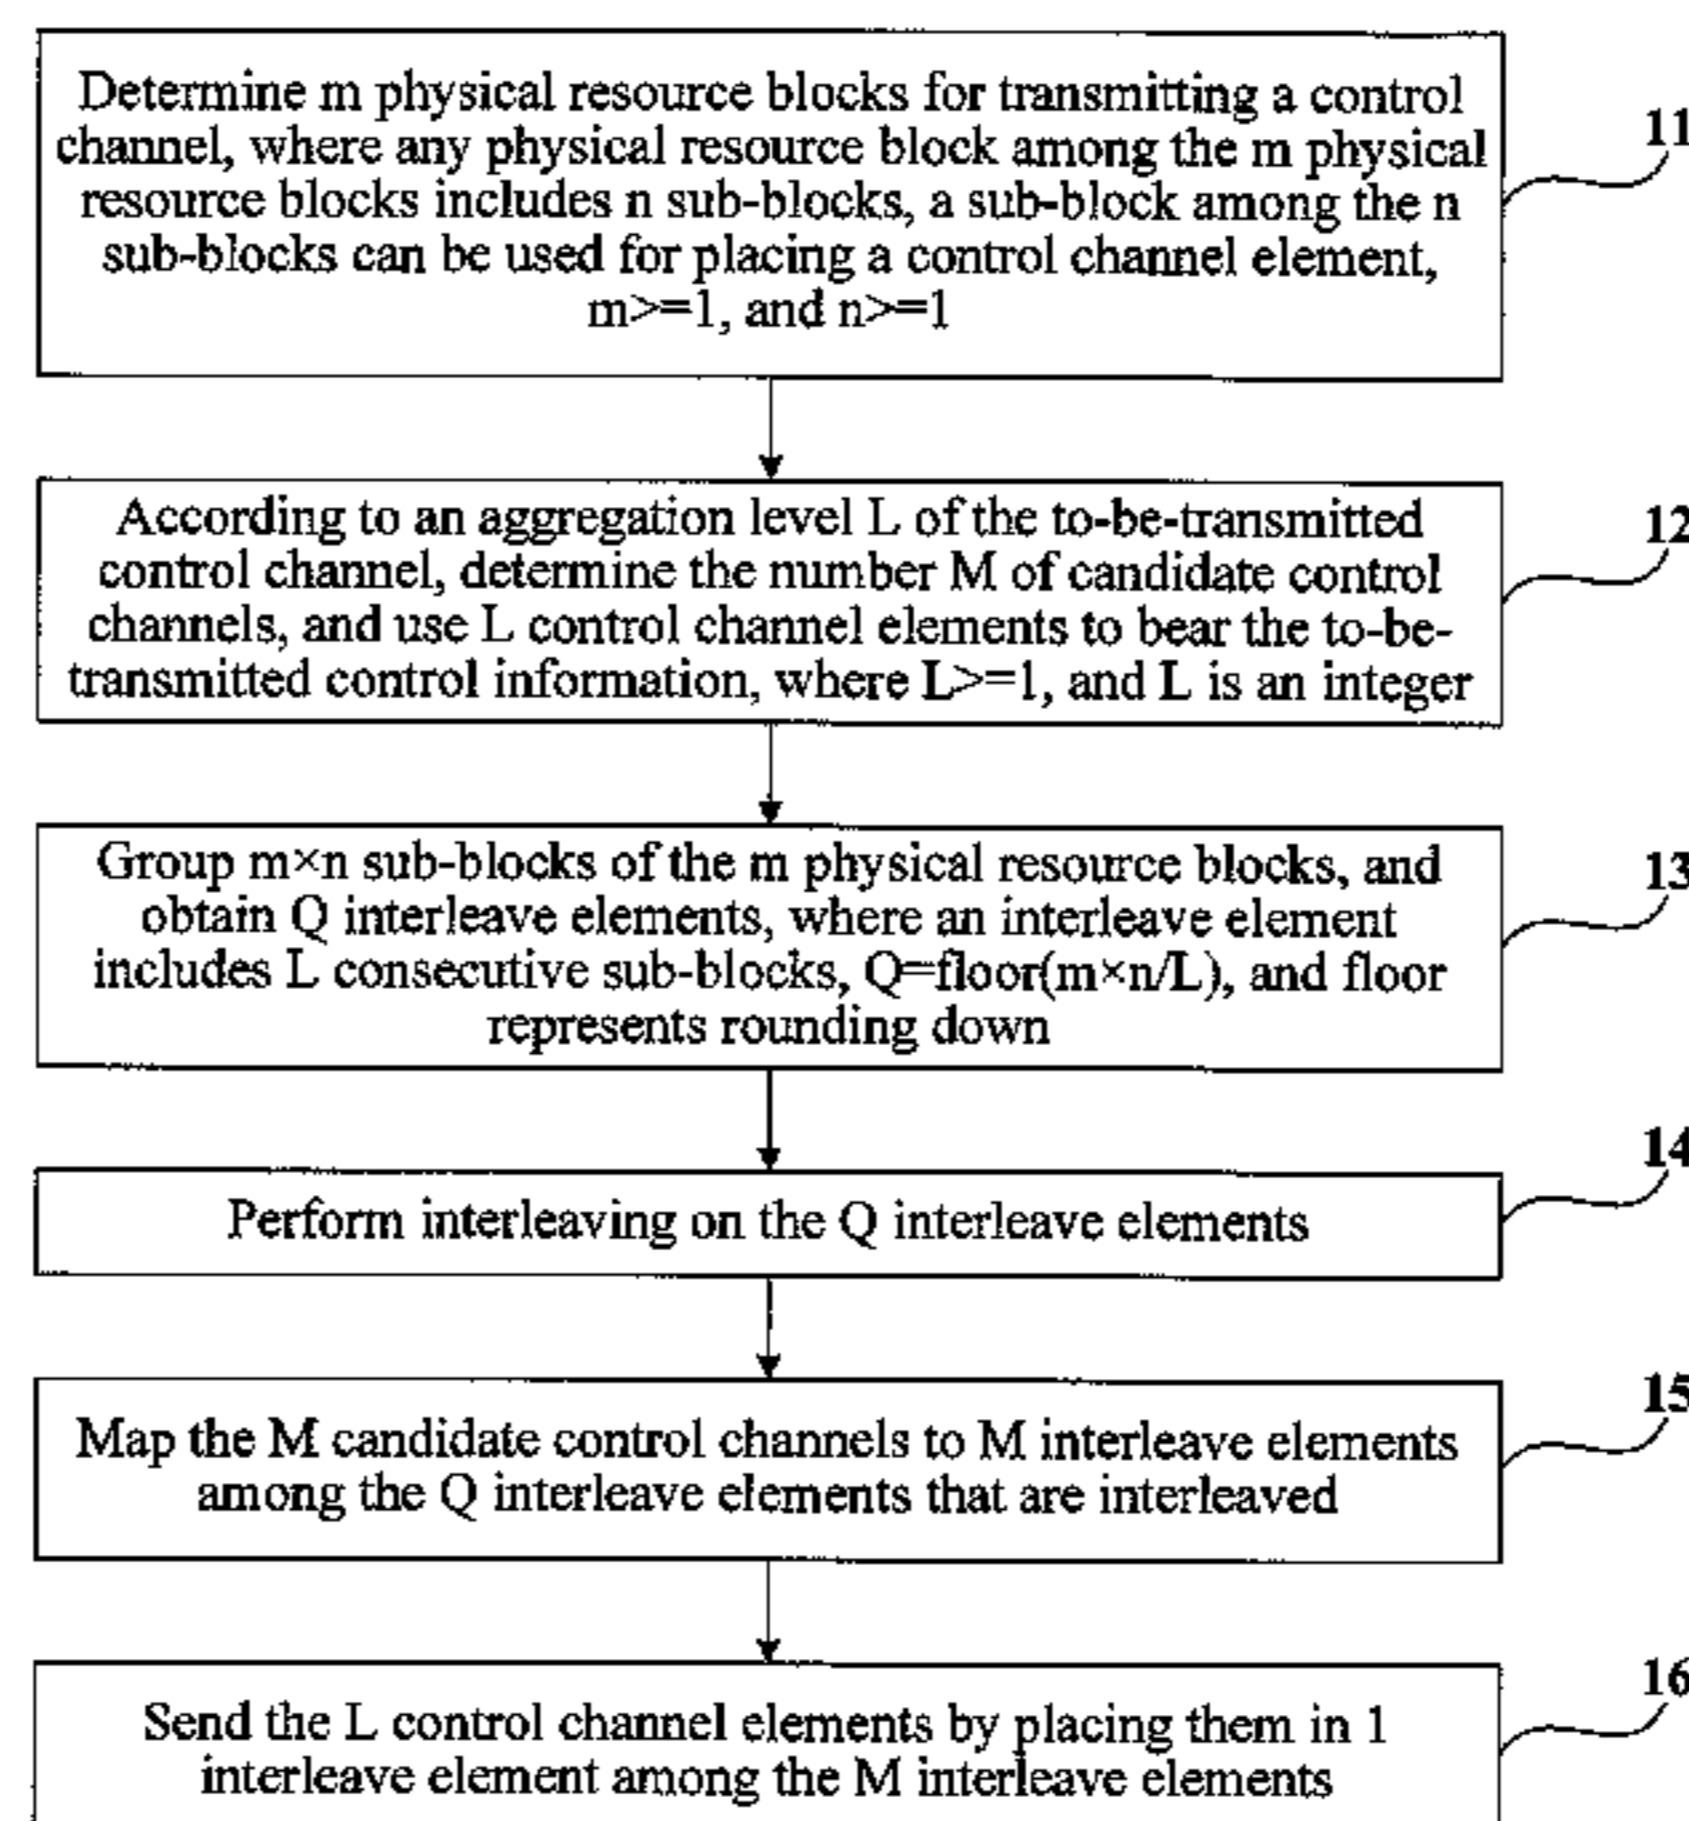 Determine m physical resource blocks for transmitting a control
channel, where any physical resource block among the m physical
resource blocks includes n sub-blocks, a sub-block among the n
sub-blocks can be used for placing a control channel element,
m>=1, and n>=1
11
According to an aggregation level L of the to-be-transmitted
control channel, determine the number M of candidate control
channels, and use L control channel elements to bear the to-be-
transmitted control information, where L>=1, and L is an integer
12
Group m×n sub-blocks of the m physical resource blocks, and
obtain Q interleave elements, where an interleave element
includes L consecutive sub-blocks, Q=floor(m×n/L), and floor
represents rounding down
13
Perform interleaving on the Q interleave elements
14
Map the M candidate control channels to M interleave elements
among the Q interleave elements that are interleaved
15
Send the L control channel elements by placing them in 1
interleave element among the M interleave elements
16